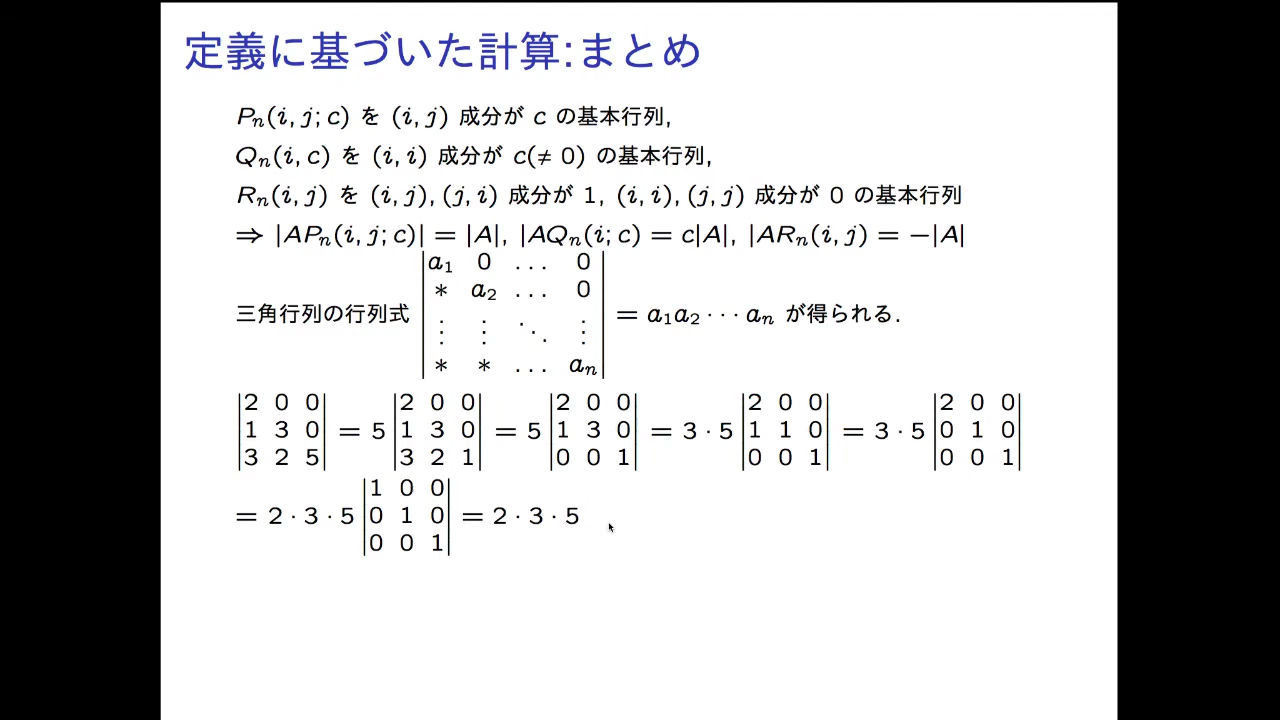 定義に基づいた計算:まとめ
Pₙ(i, j; c) を (i, j) 成分が c の基本行列,
Qₙ(i, c) を (i, i) 成分が c(≠ 0) の基本行列,
Rₙ(i, j) を (i, j), (j, i) 成分が 1, (i, i), (j, j) 成分が 0 の基本行列
⇒ |APₙ(i, j; c)| = |A|, |AQₙ(i; c) = c|A|, |ARₙ(i, j) = −|A|
三角行列の行列式 |a₁ 0 … 0; * a₂ … 0; ⋮ ⋮ ⋱ ⋮; * * … aₙ| = a₁a₂⋯aₙ が得られる.
|2 0 0; 1 3 0; 3 2 5| = 5 |2 0 0; 1 3 0; 3 2 1| = 5 |2 0 0; 1 3 0; 0 0 1| = 3 · 5 |2 0 0; 1 1 0; 0 0 1| = 3 · 5 |2 0 0; 0 1 0; 0 0 1|
= 2 · 3 · 5 |1 0 0; 0 1 0; 0 0 1| = 2 · 3 · 5